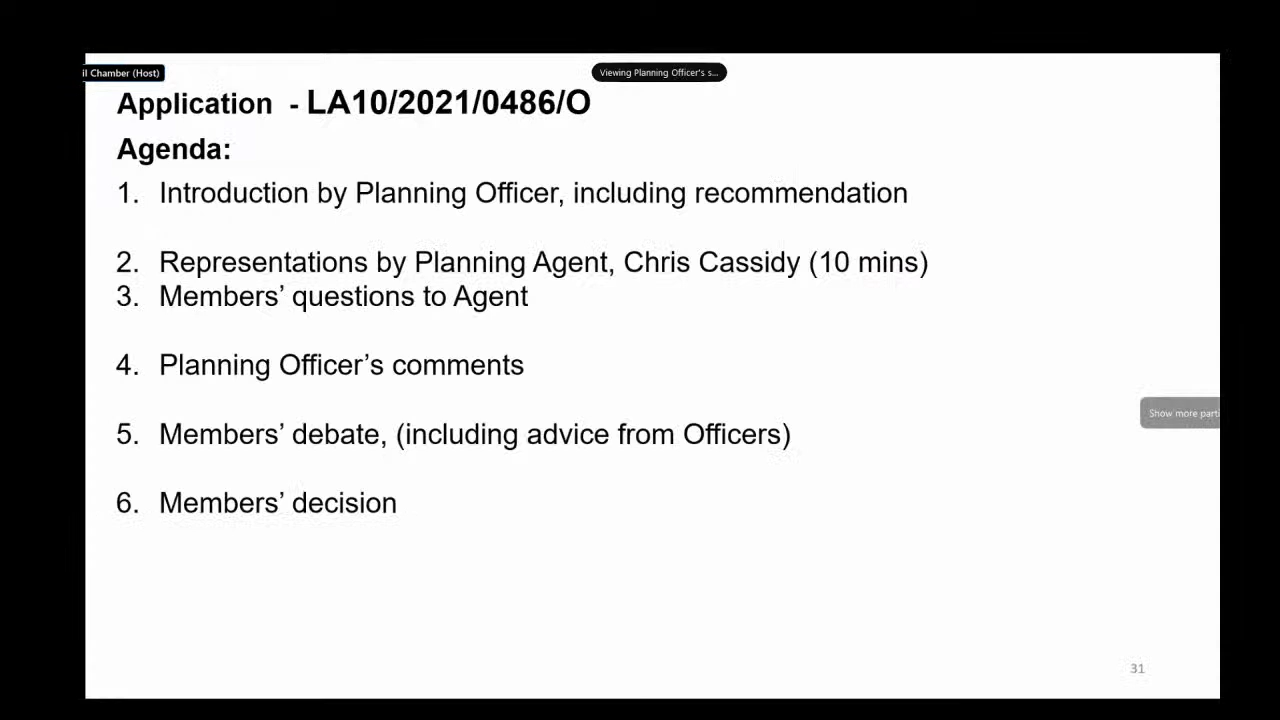 il Chamber (Host)
Viewing Planning Officer's s...
Application - LA10/2021/0486/O
Agenda:
1. Introduction by Planning Officer, including recommendation
2. Representations by Planning Agent, Chris Cassidy (10 mins)
3. Members’ questions to Agent
4. Planning Officer’s comments
Show more parti
5. Members’ debate, (including advice from Officers)
6. Members’ decision
31